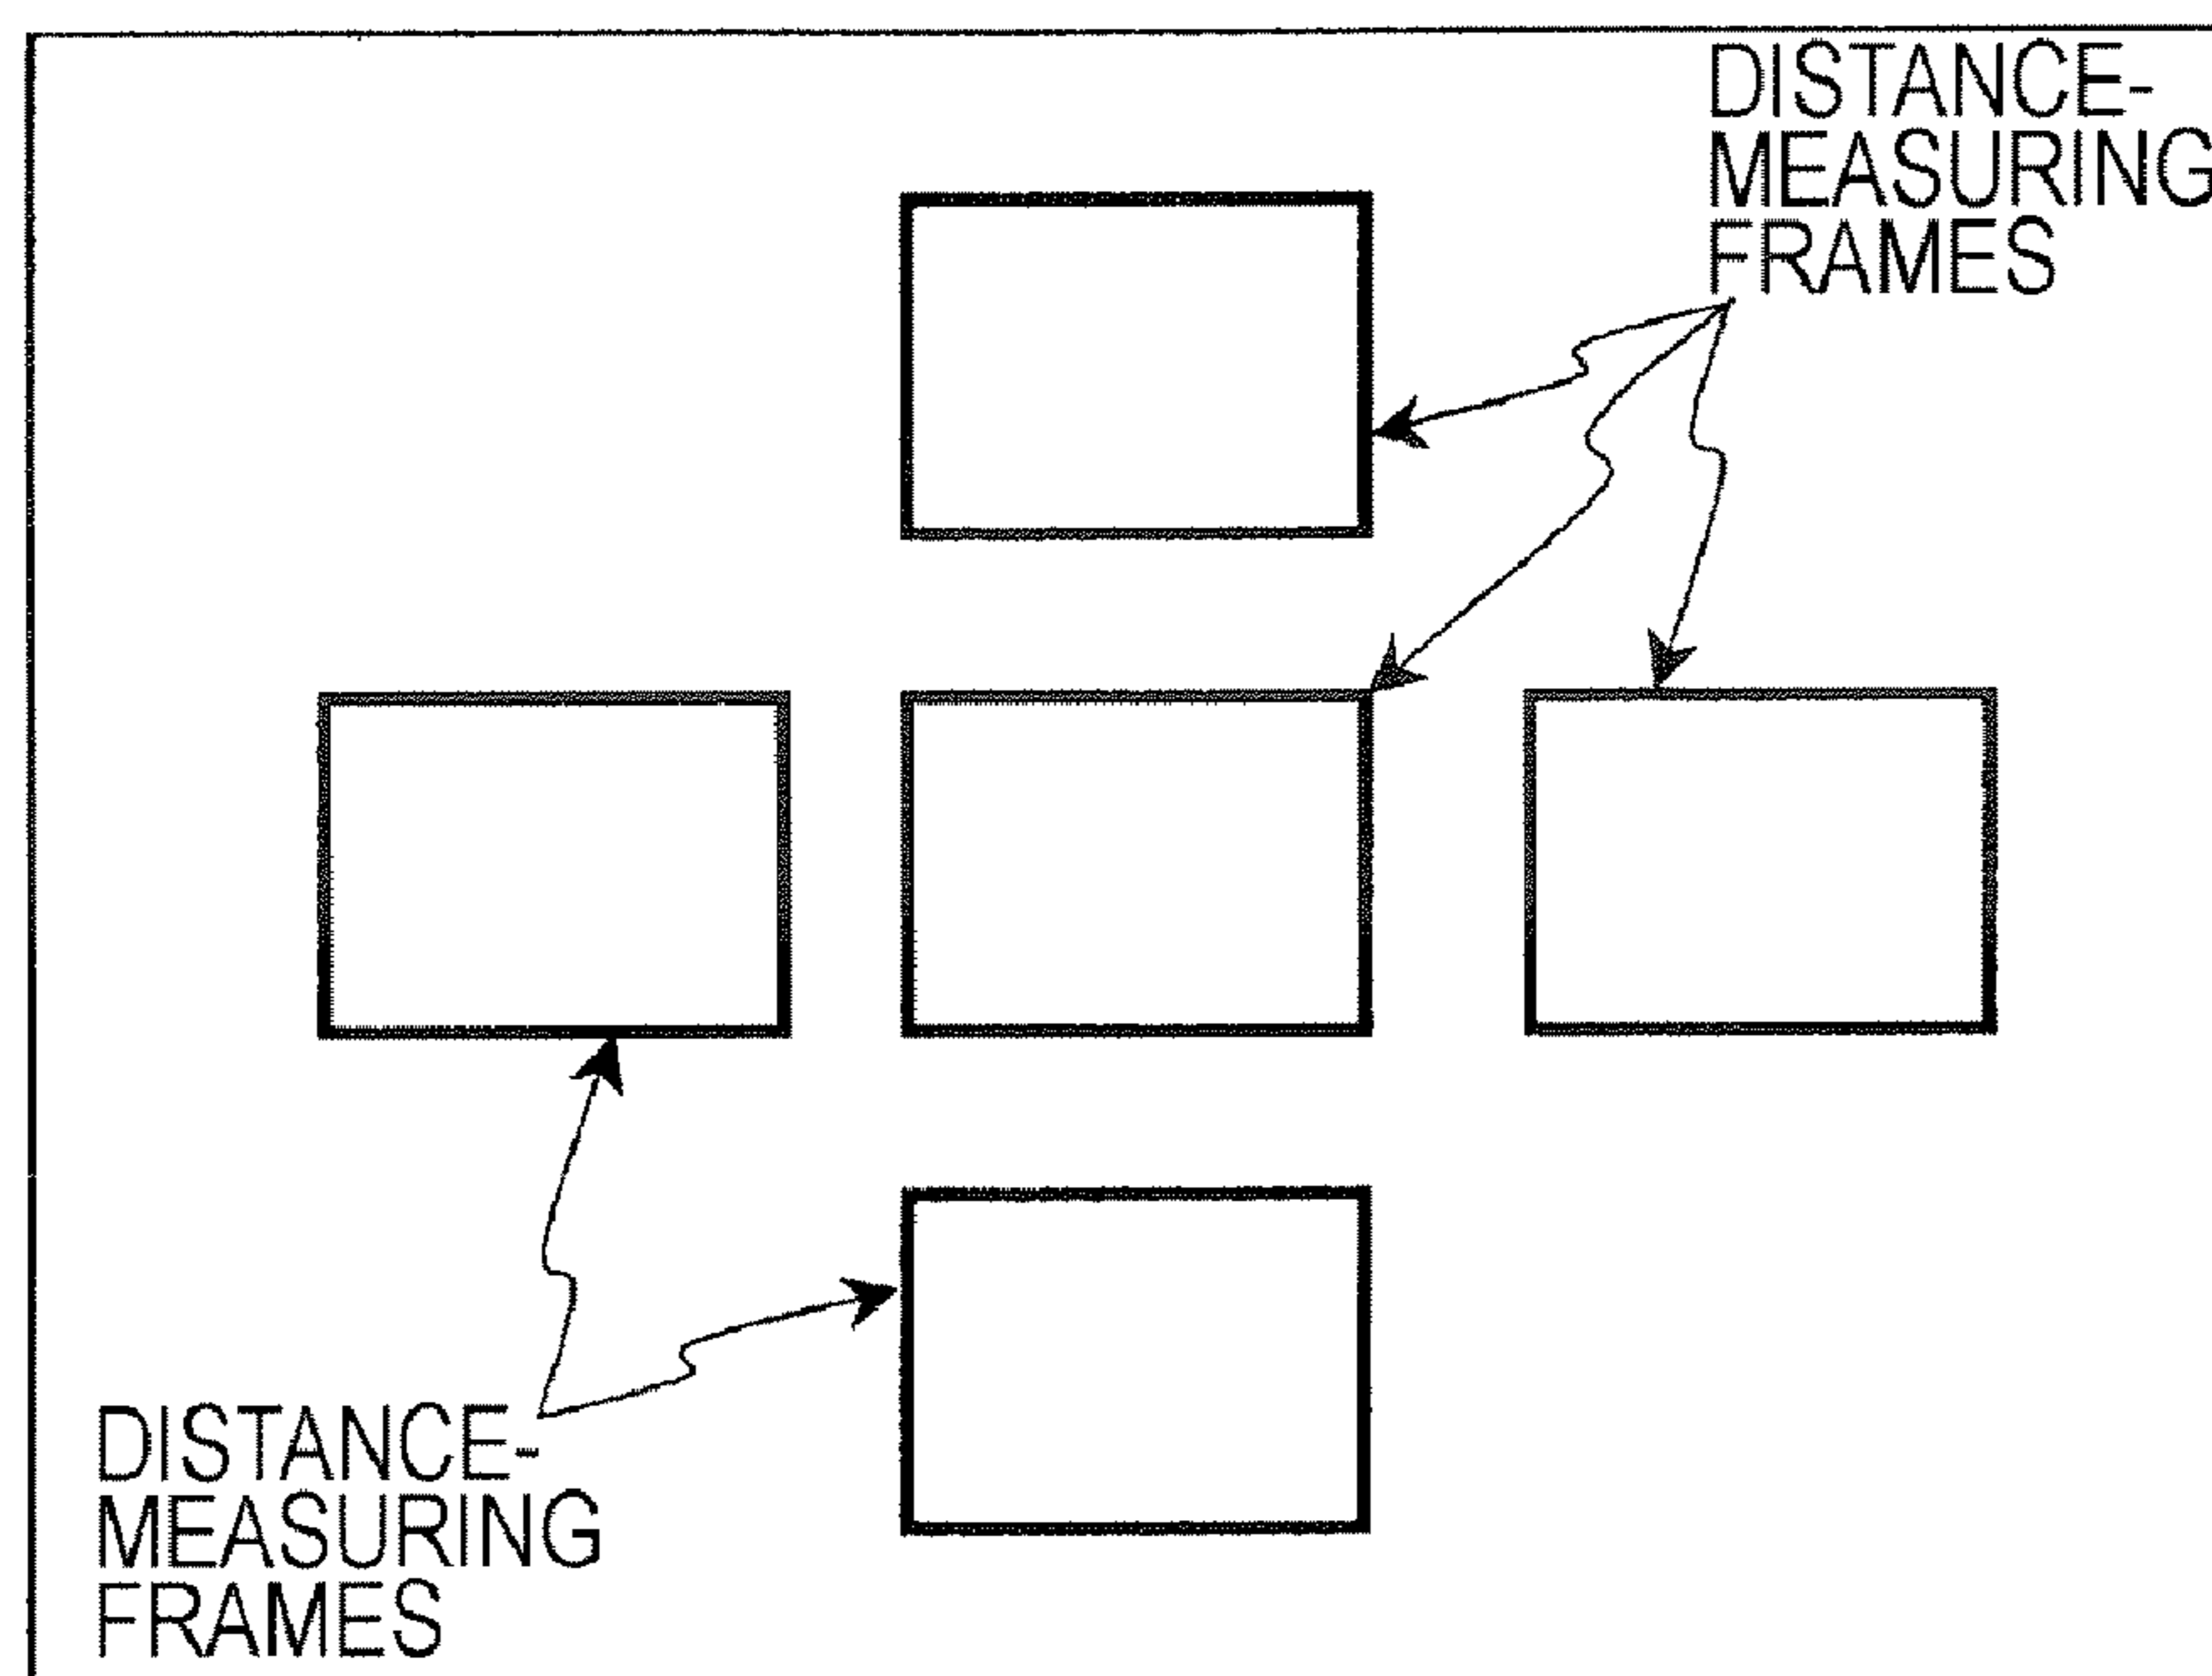 DISTANCE-
MEASURING
FRAMES
DISTANCE-
MEASURING
FRAMES